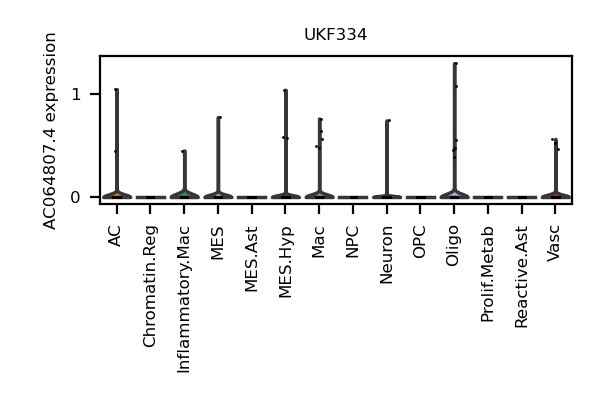 UKF334
AC064807.4 expression
1
0
AC
Chromatin.Reg
Inflammatory.Mac
MES
MES.Ast
MES.Hyp
Mac
NPC
Neuron
OPC
Oligo
Prolif.Metab
Reactive.Ast
Vasc